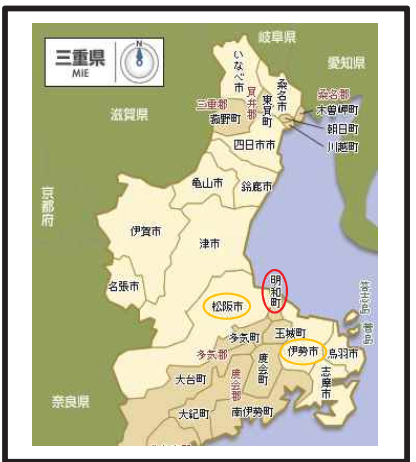 三重県
MIE
N
岐阜県
愛知県
滋賀県
京都府
奈良県
いなべ市
員弁郡
東員町
桑名市
桑名郡
木曽岬町
朝日町
川越町
三重郡
菰野町
四日市市
亀山市
鈴鹿市
伊賀市
津市
名張市
松阪市
明和町
答志島
菅島
多気町
玉城町
多気郡
度会町
伊勢市
鳥羽市
大台町
度会郡
志摩市
大紀町
南伊勢町